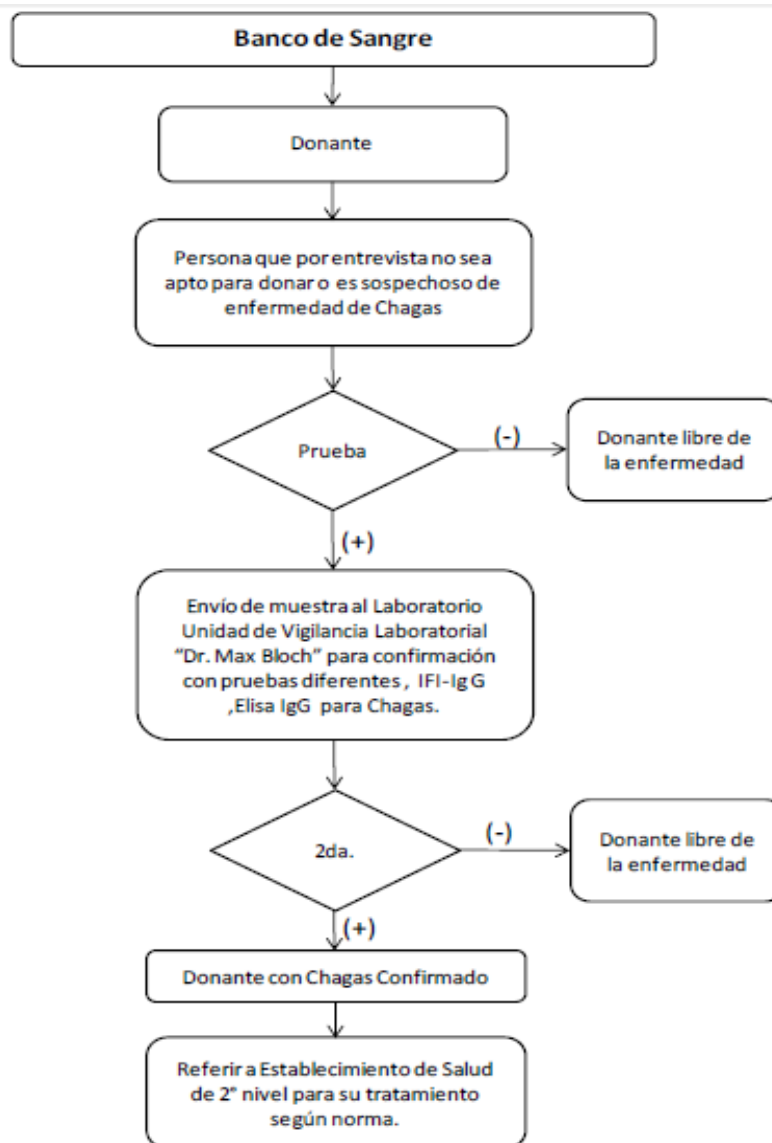 Banco de Sangre
Donante
Persona que por entrevista no sea
apto para donar o es sospechoso de
enfermedad de Chagas
Prueba
(-)
Donante libre de
la enfermedad
(+)
Envío de muestra al Laboratorio
Unidad de Vigilancia Laboratorial
“Dr. Max Bloch” para confirmación
con pruebas diferentes , IFI-Ig G
,Elisa IgG para Chagas.
2da.
(-)
Donante libre de
la enfermedad
(+)
Donante con Chagas Confirmado
Referir a Establecimiento de Salud
de 2° nivel para su tratamiento
según norma.